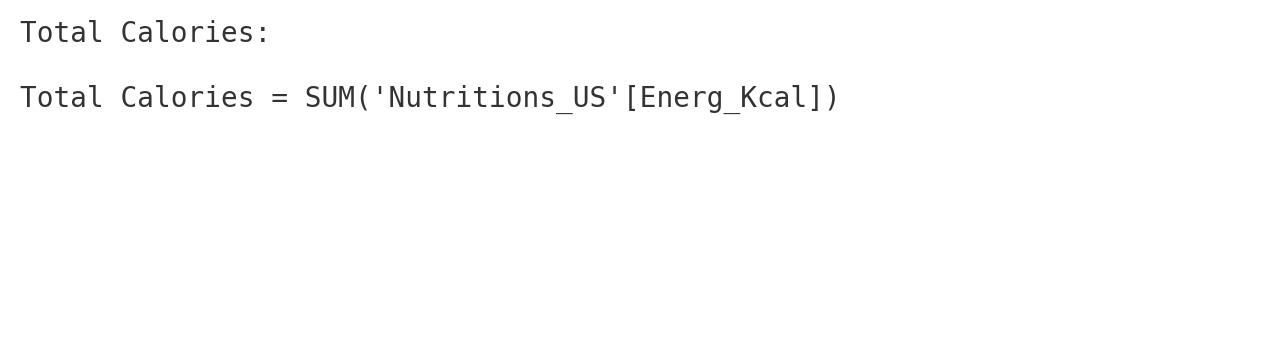 Total Calories:
Total Calories = SUM('Nutritions_US'[Energ_Kcal])